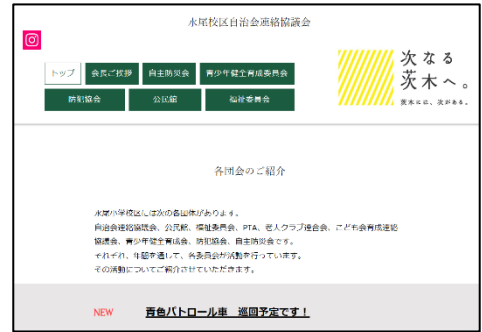 水尾校区自治会連絡協議会
トップ
会長ご挨拶
自主防災会
青少年健全育成委員会
防犯協会
公民館
福祉委員会
次なる
茨木へ。
茨木には、次がある。
各団会のご紹介
水尾小学校区には次の各団体があります。
自治会連絡協議会、公民館、福祉委員会、PTA、老人クラブ連合会、こども会育成連絡
協議会、青少年健全育成会、防犯協会、自主防災会です。
それぞれ、年間を通して、各委員会が活動を行っています。
その活動についてご紹介させていただきます。
NEW 青色パトロール車 巡回予定です！